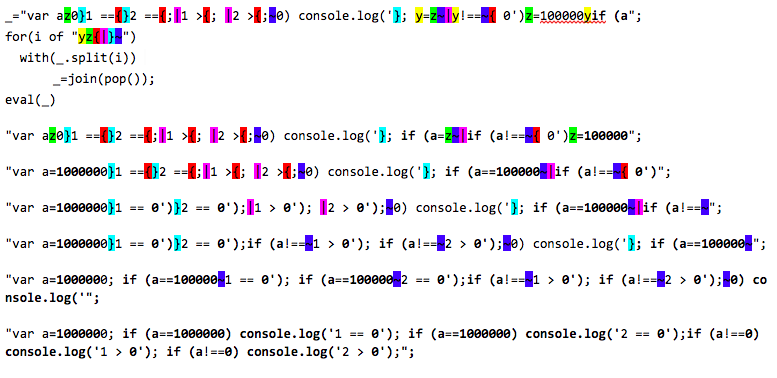 _="var az0}1 =={}2 =={;|1 >{; |2 >{;~0) console.log('}; y=z~|y!==~{ 0')z=100000yif (a";
for(i of "yz{|}~")
with(_.split(i))
_=join(pop());
eval(_)
"var az0}1 =={}2 =={;|1 >{; |2 >{;~0) console.log('}; if (a=z~|if (a!==~{ 0')z=100000";
"var a=1000000}1 =={}2 =={;|1 >{; |2 >{;~0) console.log('}; if (a==100000~|if (a!==~{ 0')";
"var a=1000000}1 == 0')}2 == 0');|1 > 0'); |2 > 0');~0) console.log('}; if (a==100000~|if (a!==~";
"var a=1000000}1 == 0')}2 == 0');if (a!==~1 > 0'); if (a!==~2 > 0');~0) console.log('}; if (a==100000~";
"var a=1000000; if (a==100000~1 == 0'); if (a==100000~2 == 0');if (a!==~1 > 0'); if (a!==~2 > 0');~0) co
nsole.log('";
"var a=1000000; if (a==1000000) console.log('1 == 0'); if (a==1000000) console.log('2 == 0');if (a!==0)
console.log('1 > 0'); if (a!==0) console.log('2 > 0');";